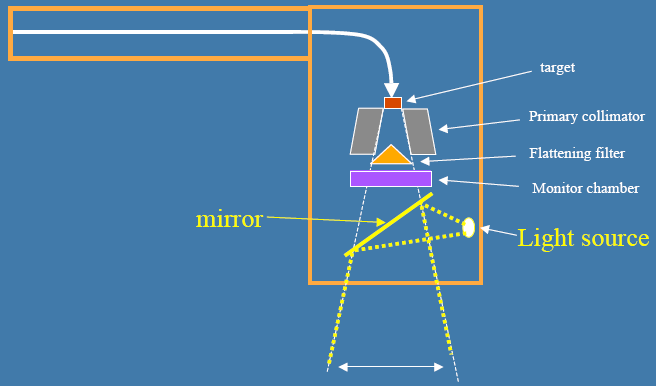 target
Primary collimator
Flattening filter
Monitor chamber
mirror
Light source